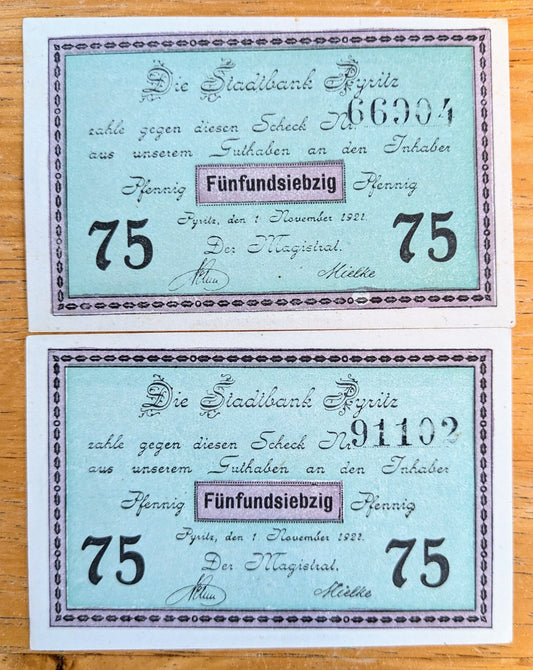 Die Stadtbank Pyritz
zahle gegen diesen Scheck Nr. 66904
aus unserem Guthaben an den Inhaber
Pfennig Fünfundsiebzig Pfennig
Pyritz, den 1 November 1921.
75 Der Magistrat. 75
Mielke
Die Stadtbank Pyritz
zahle gegen diesen Scheck Nr. 91102
aus unserem Guthaben an den Inhaber
Pfennig Fünfundsiebzig Pfennig
Pyritz, den 1 November 1921.
75 Der Magistrat. 75
Mielke